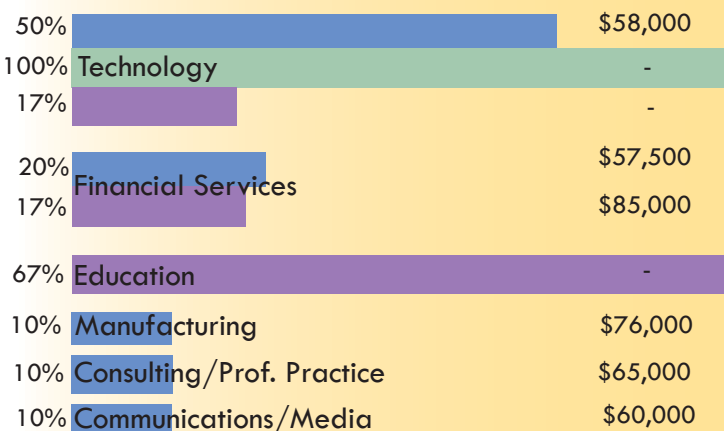 50% $58,000
100% Technology -
17% -
20% $57,500
Financial Services
17% $85,000
67% Education -
10% Manufacturing $76,000
10% Consulting/Prof. Practice $65,000
10% Communications/Media $60,000